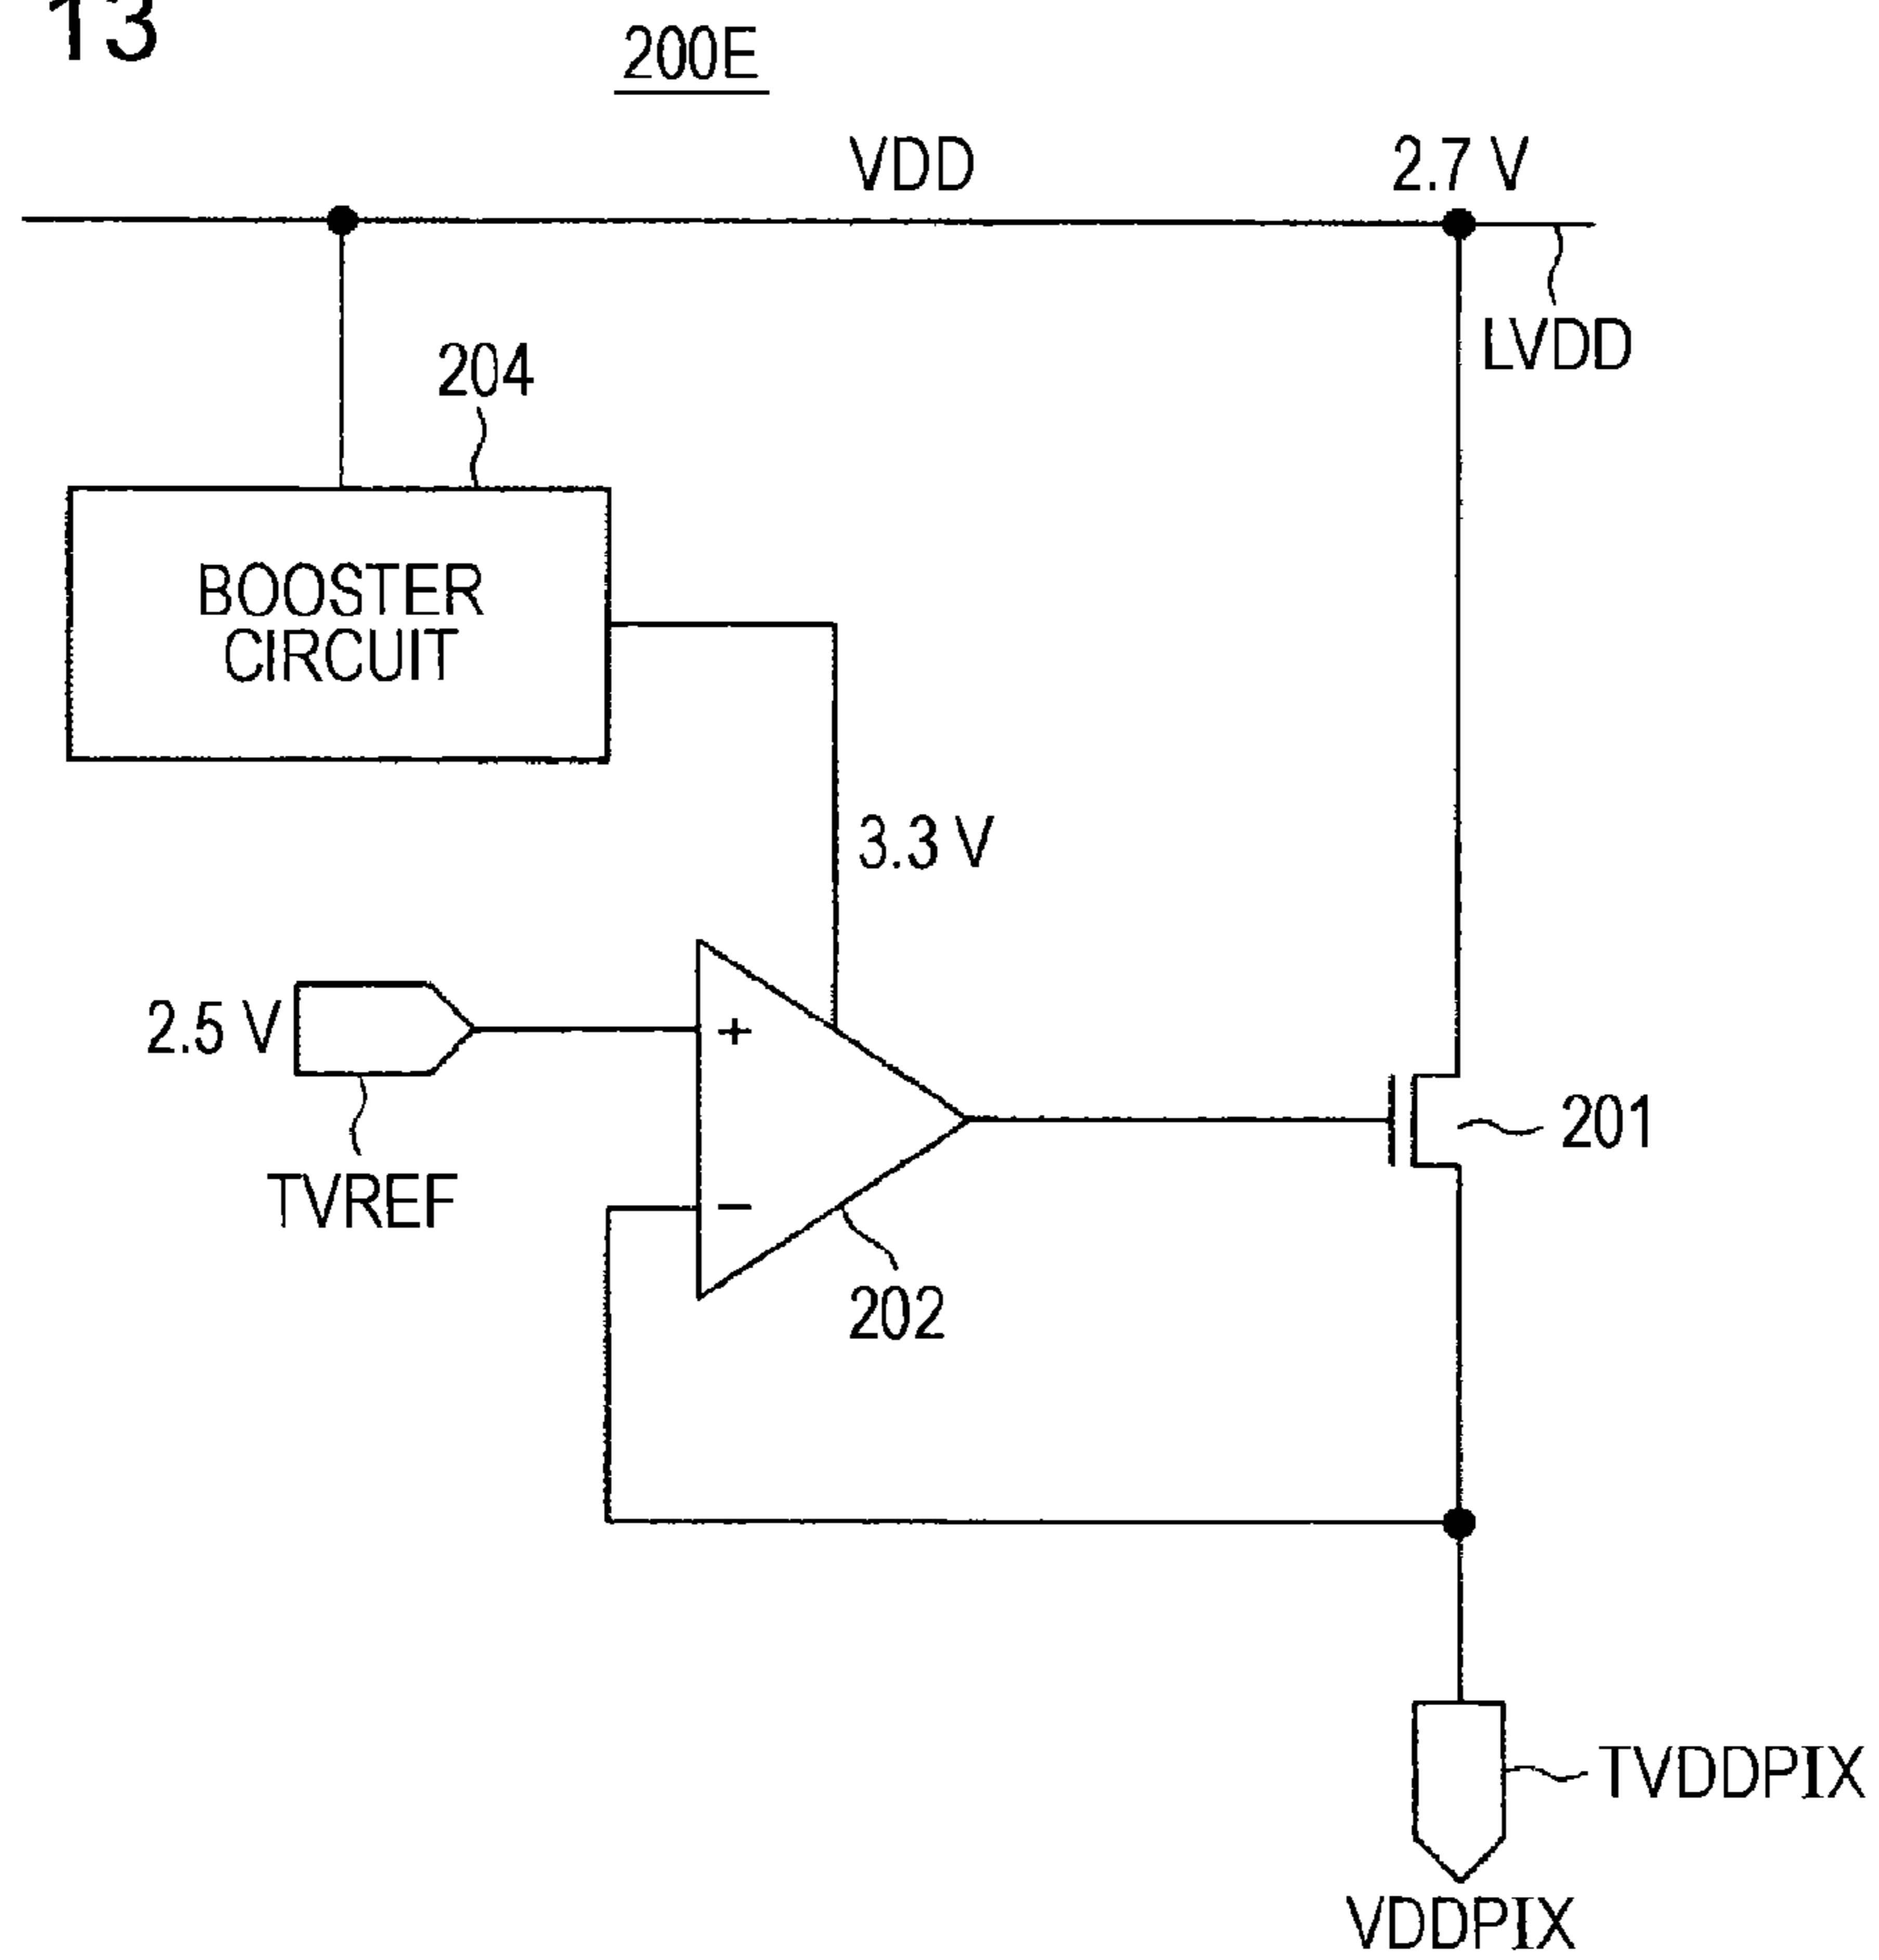 13
200E
VDD
2.7 V
LVDD
204
BOOSTER
CIRCUIT
3.3 V
2.5 V
+
TVREF
−
202
201
TVDDPIX
VDDPIX